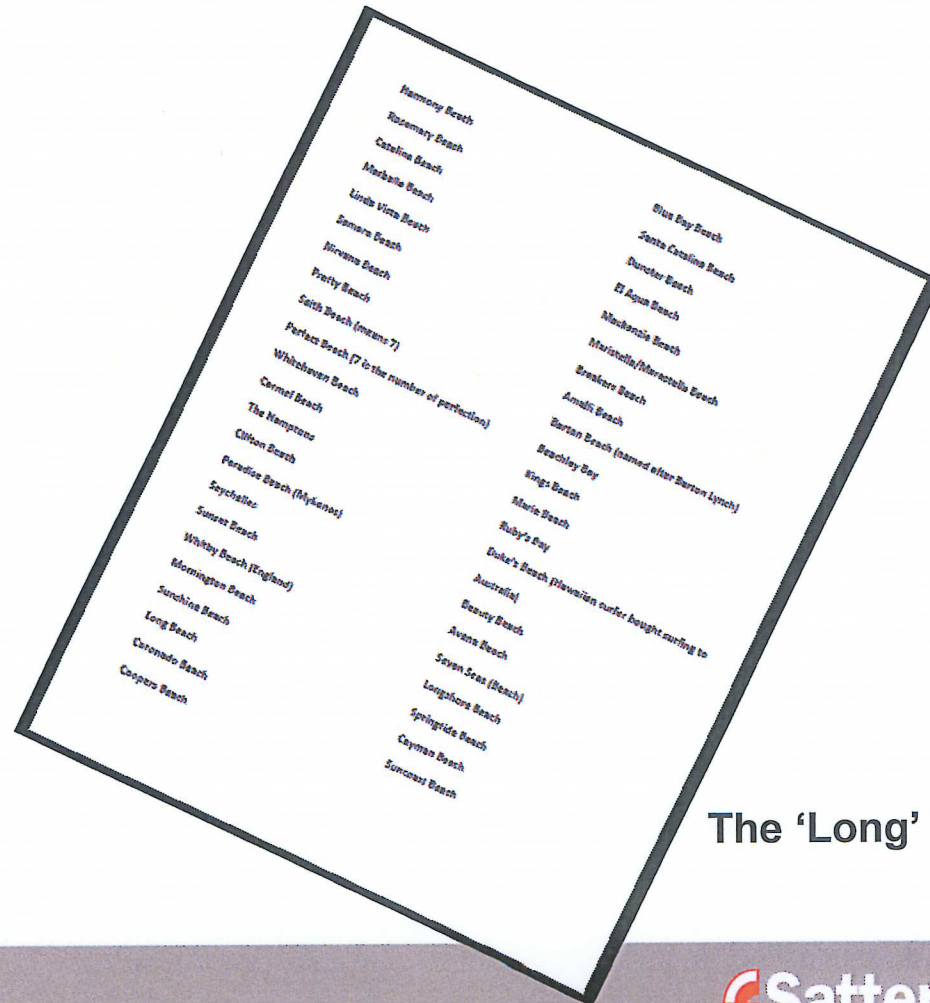 Harmony Beach
Rosemary Beach
Catalina Beach
Marbella Beach
Linda Vista Beach
Samara Beach
Nirvana Beach
Pretty Beach
Saith Beach (means 7)
Perfect Beach (7 is the number of perfection)
Whitehaven Beach
Carmel Beach
The Hamptons
Clifton Beach
Paradise Beach (Mykonos)
Seychelles
Sunset Beach
Whitby Beach (England)
Mornington Beach
Sunshine Beach
Long Beach
Coronado Beach
Coopers Beach
Blue Bay Beach
Santa Catalina Beach
Beach
El Agua Beach
Mackenzie Beach
Maristella/Marastella Beach
Breakers Beach
Amalfi Beach
Barton Beach (named after Barton Lynch)
Beachley Bay
Kings Beach
Marie Beach
Ruby's Bay
Duke's Beach (Hawaiian surfer bought surfing to
Australia)
Beauty Beach
Avana Beach
Seven Seas (Beach)
Longshore Beach
Springtide Beach
Cayman Beach
Suncoast Beach
The ‘Long’
Satter